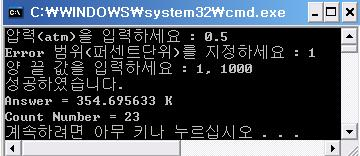 C:₩WINDOWS₩system32₩cmd.exe
압력(atm)을 입력하세요 : 0.5
Error 범위(퍼센트단위)를 지정하세요 : 1
양 끝 값을 입력하세요 : 1, 1000
성공하였습니다.
Answer = 354.695633 K
Count Number = 23
계속하려면 아무 키나 누르십시오 . . .